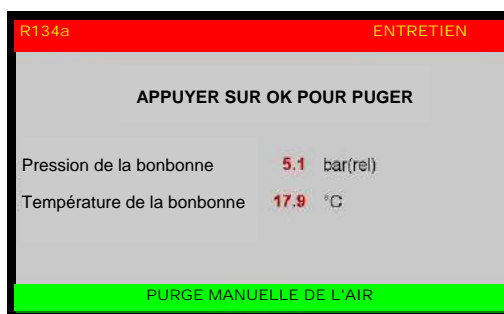 R134a ENTRETIEN
APPUYER SUR OK POUR PUGER
Pression de la bonbonne 5.1 bar(rel)
Température de la bonbonne 17.9 °C
PURGE MANUELLE DE L'AIR